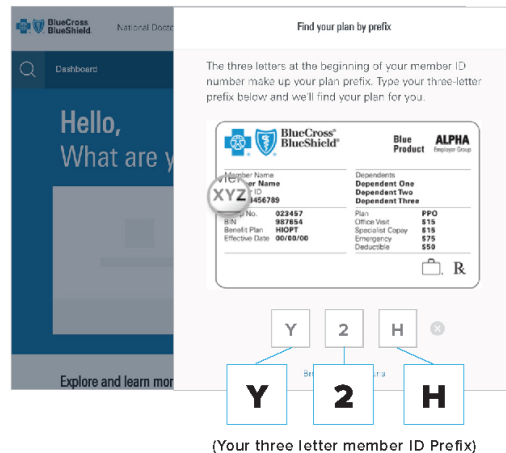 BlueCross
BlueShield
National Doct
Find your plan by prefix
Dashboard
The three letters at the beginning of your member ID
number make up your plan prefix. Type your three-letter
prefix below and we'll find your plan for you.
Hello,
What are y
BlueCross®
BlueShield®
Blue
Product
ALPHA
Employer Group
Member Name
Name
ID
XYZ 3456789
No. 023457
BIN 987654
Benefit Plan HIOPT
Effective Date 00/00/00
Dependents
Dependent One
Dependent Two
Dependent Three
Plan PPO
Office Visit $15
Specialist Copay $15
Emergency $75
Deductible $50
R
Y 2 H
Explore and learn mor
Y 2 H
(Your three letter member ID Prefix)